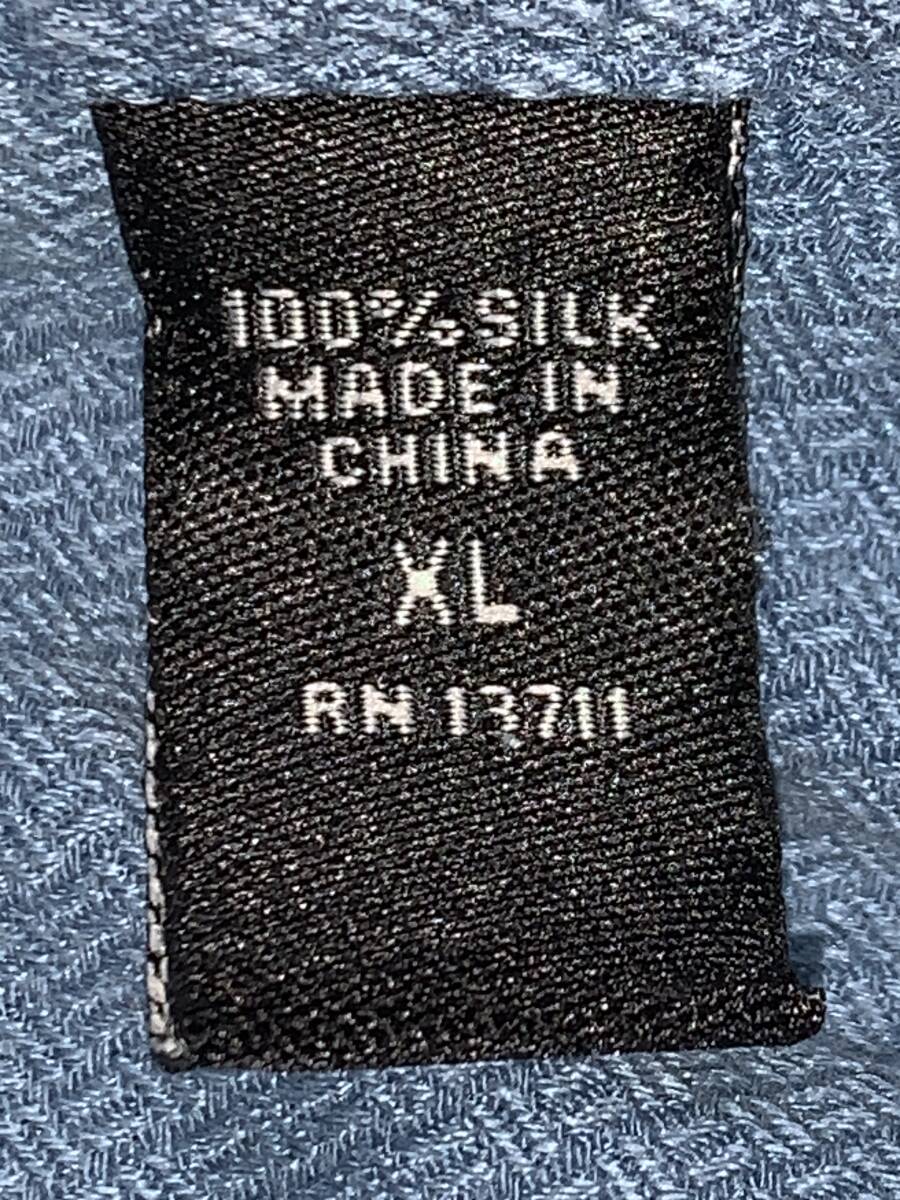 100% SILK
MADE IN
CHINA
XL
RN 13711